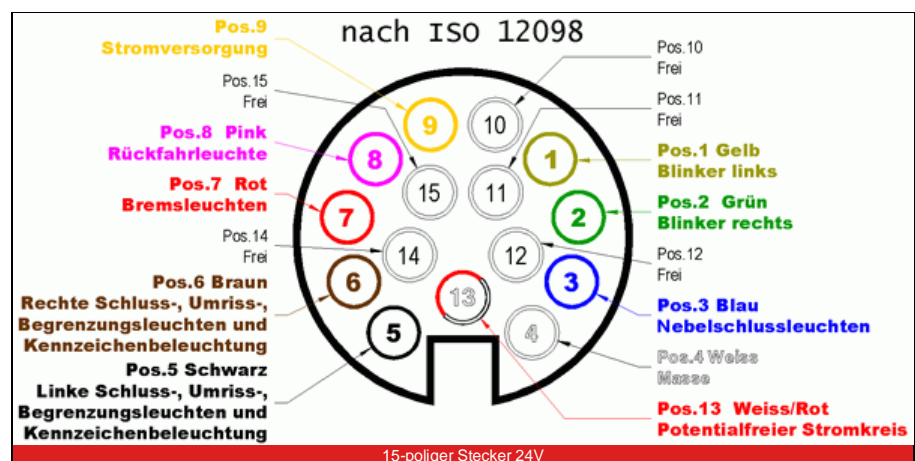 nach ISO 12098
Pos.9
Stromversorgung
Pos.15
Frei
Pos.8 Pink
Rückfahrleuchte
Pos.7 Rot
Bremsleuchten
Pos.14
Frei
Pos.6 Braun
Rechte Schluss-, Umriss-,
Begrenzungsleuchten und
Kennzeichenbeleuchtung
Pos.5 Schwarz
Linke Schluss-, Umriss-,
Begrenzungsleuchten und
Kennzeichenbeleuchtung
9
10
8
1
15
11
7
2
14
12
6
3
13
5
4
Pos.10
Frei
Pos.11
Frei
Pos.1 Gelb
Blinker links
Pos.2 Grün
Blinker rechts
Pos.12
Frei
Pos.3 Blau
Nebelschlussleuchten
Pos.4 Weiss
Masse
Pos.13 Weiss/Rot
Potentialfreier Stromkreis
15-poliger Stecker 24V